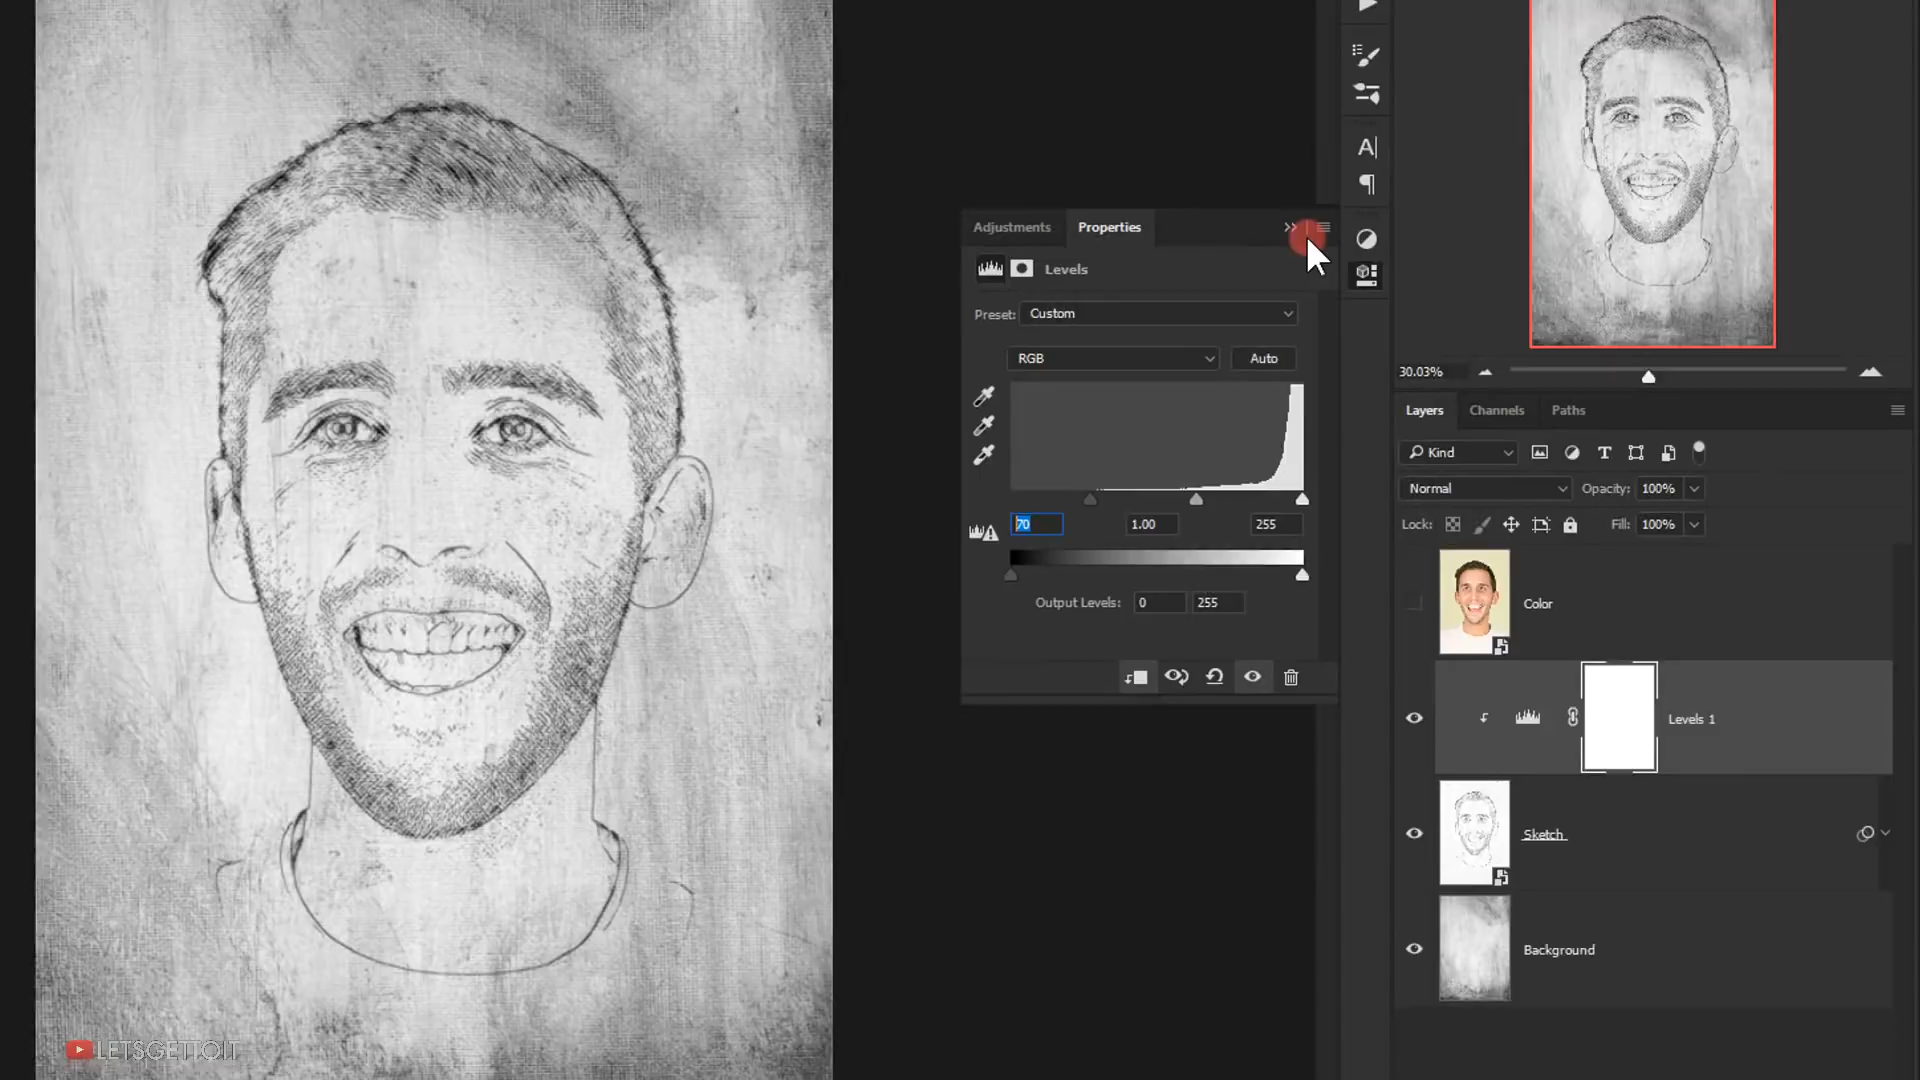 Adjustments
Properties
Levels
Preset: Custom
RGB
Auto
70
1.00
255
Output Levels: 0 255
A
30.03%
Layers
Channels
Paths
Kind
T
Normal
Opacity: 100%
Lock:
Fill: 100%
Color
Levels 1
Sketch
Background
LETSGETTOIT